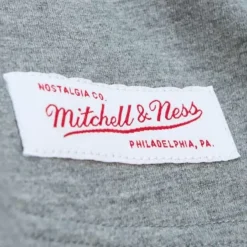 NOSTALGIA CO.
Mitchell & Ness
PHILADELPHIA, PA.